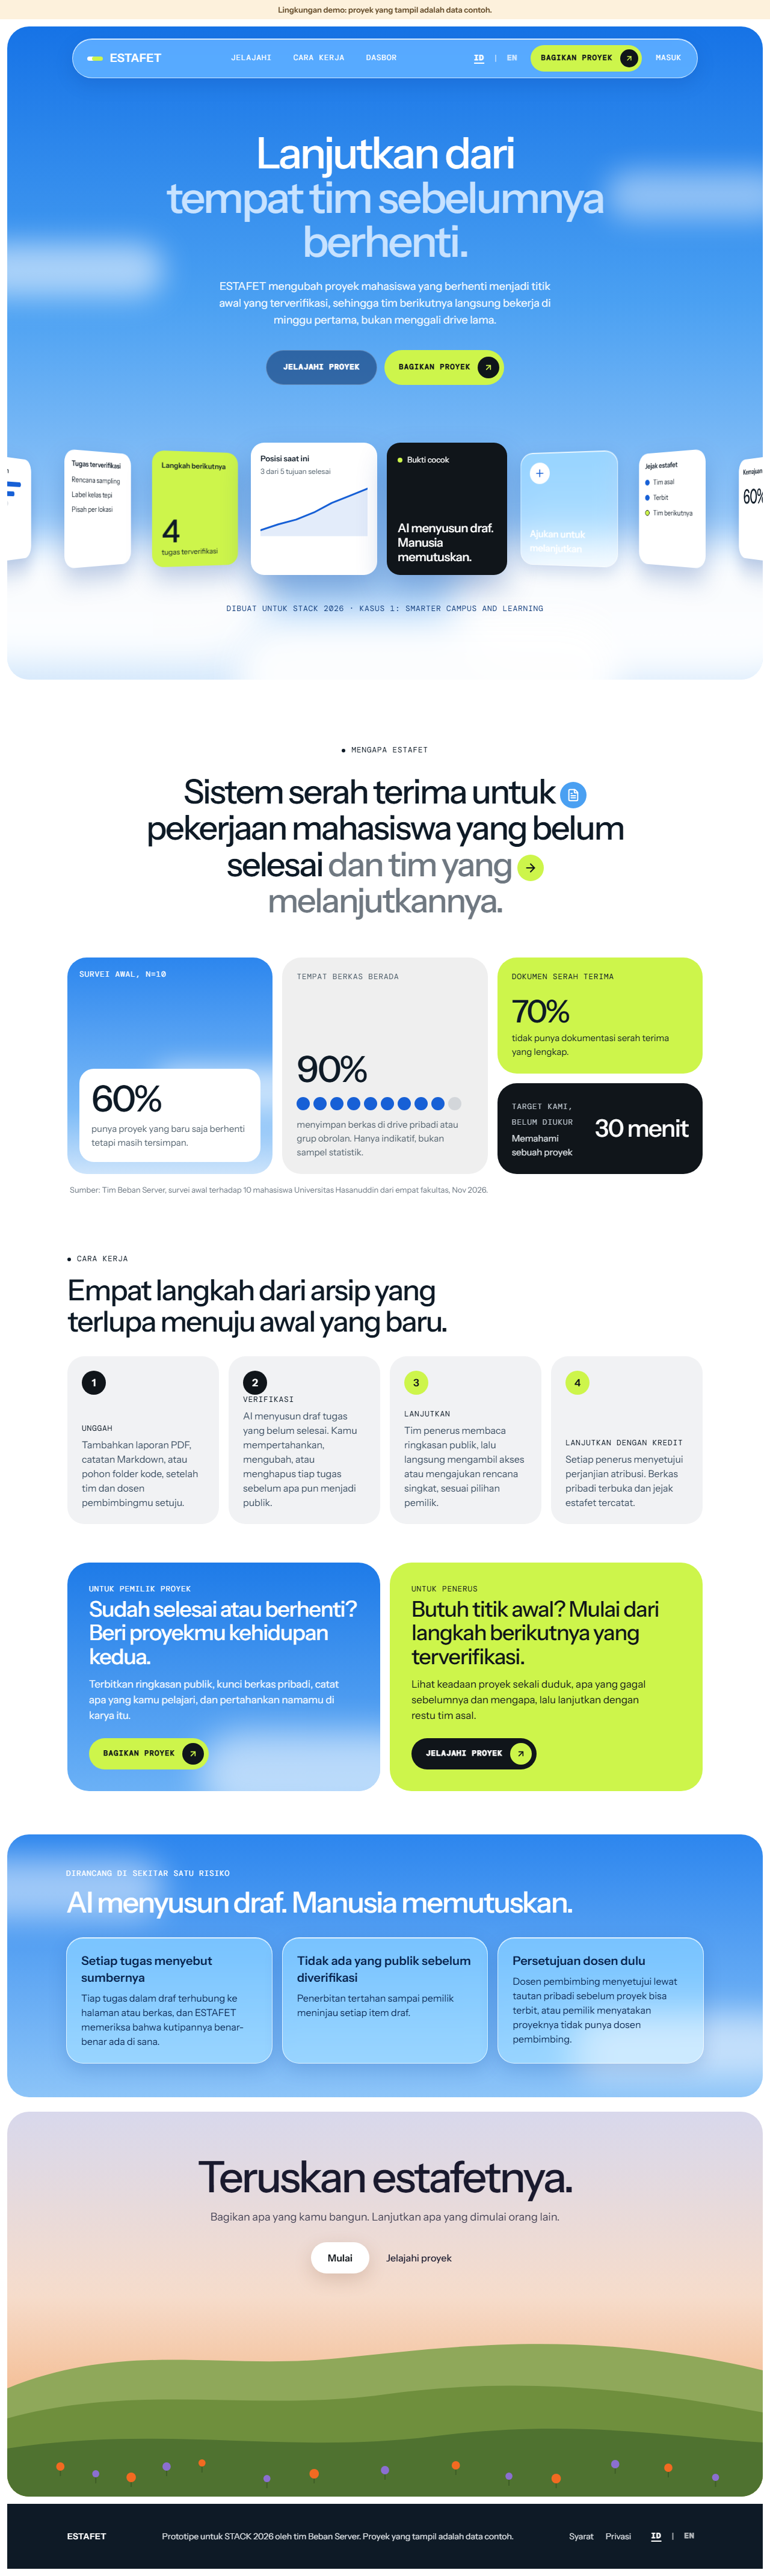 Lingkungan demo: proyek yang tampil adalah data contoh.
ESTAFET
JELAJAHI
CARA KERJA
DASBOR
ID | EN
BAGIKAN PROYEK
MASUK
Lanjutkan dari
tempat tim sebelumnya
berhenti.
ESTAFET mengubah proyek mahasiswa yang berhenti menjadi titik
awal yang terverifikasi, sehingga tim berikutnya langsung bekerja di
minggu pertama, bukan menggali drive lama.
JELAJAHI PROYEK
BAGIKAN PROYEK
Tugas terverifikasi
Rencana sampling
Label kelas tepi
Pisah per lokasi
Langkah berikutnya
4
tugas terverifikasi
Posisi saat ini
3 dari 5 tujuan selesai
Bukti cocok
AI menyusun draf.
Manusia
memutuskan.
Ajukan untuk
melanjutkan.
Jejak estafet
Tim asal
Terbit
Tim berikutnya
60%
DIBUAT UNTUK STACK 2026 · KASUS 1: SMARTER CAMPUS AND LEARNING
MENGAPA ESTAFET
Sistem serah terima untuk
pekerjaan mahasiswa yang belum
selesai dan tim yang
melanjutkannya.
SURVEI AWAL, N=10
60%
punya proyek yang baru saja berhenti
tetapi masih tersimpan.
TEMPAT BERKAS BERADA
90%
menyimpan berkas di drive pribadi atau
grup obrolan. Hanya indikatif, bukan
sampel statistik.
DOKUMEN SERAH TERIMA
70%
tidak punya dokumentasi serah terima
yang lengkap.
TARGET KAMI,
BELUM DIUKUR
Memahami
sebuah proyek
30 menit
Sumber: Tim Beban Server, survei awal terhadap 10 mahasiswa Universitas Hasanuddin dari empat fakultas, Nov 2026.
CARA KERJA
Empat langkah dari arsip yang
terlupa menuju awal yang baru.
1
UNGGAH
Tambahkan laporan PDF,
catatan Markdown, atau
pohon folder kode, setelah
tim dan dosen
pembimbingmu setuju.
2
VERIFIKASI
AI menyusun draf tugas
yang belum selesai. Kamu
mempertahankan,
mengubah, atau
menghapus tiap tugas
sebelum apa pun menjadi
publik.
3
LANJUTKAN
Tim penerus membaca
ringkasan publik, lalu
langsung mengambil akses
atau mengajukan rencana
singkat, sesuai pilihan
pemilik.
4
LANJUTKAN DENGAN KREDIT
Setiap penerus menyetujui
perjanjian atribusi. Berkas
pribadi terbuka dan jejak
estafet tercatat.
UNTUK PEMILIK PROYEK
Sudah selesai atau berhenti?
Beri proyekmu kehidupan
kedua.
Terbitkan ringkasan publik, kunci berkas pribadi, catat
apa yang kamu pelajari, dan pertahankan namamu di
karya itu.
BAGIKAN PROYEK
UNTUK PENERUS
Butuh titik awal? Mulai dari
langkah berikutnya yang
terverifikasi.
Lihat keadaan proyek sekali duduk, apa yang gagal
sebelumnya dan mengapa, lalu lanjutkan dengan
restu tim asal.
JELAJAHI PROYEK
DIRANCANG DI SEKITAR SATU RISIKO
AI menyusun draf. Manusia memutuskan.
Setiap tugas menyebut
sumbernya
Tiap tugas dalam draf terhubung ke
halaman atau berkas, dan ESTAFET
memeriksa bahwa kutipannya benar-
benar ada di sana.
Tidak ada yang publik sebelum
diverifikasi
Penerbitan tertahan sampai pemilik
meninjau setiap item draf.
Persetujuan dosen dulu
Dosen pembimbing menyetujui lewat
tautan pribadi sebelum proyek bisa
terbit, atau pemilik menyatakan
proyeknya tidak punya dosen
pembimbing.
Teruskan estafetnya.
Bagikan apa yang kamu bangun. Lanjutkan apa yang dimulai orang lain.
Mulai
Jelajahi proyek
ESTAFET
Prototipe untuk STACK 2026 oleh tim Beban Server. Proyek yang tampil adalah data contoh.
Syarat
Privasi
ID | EN